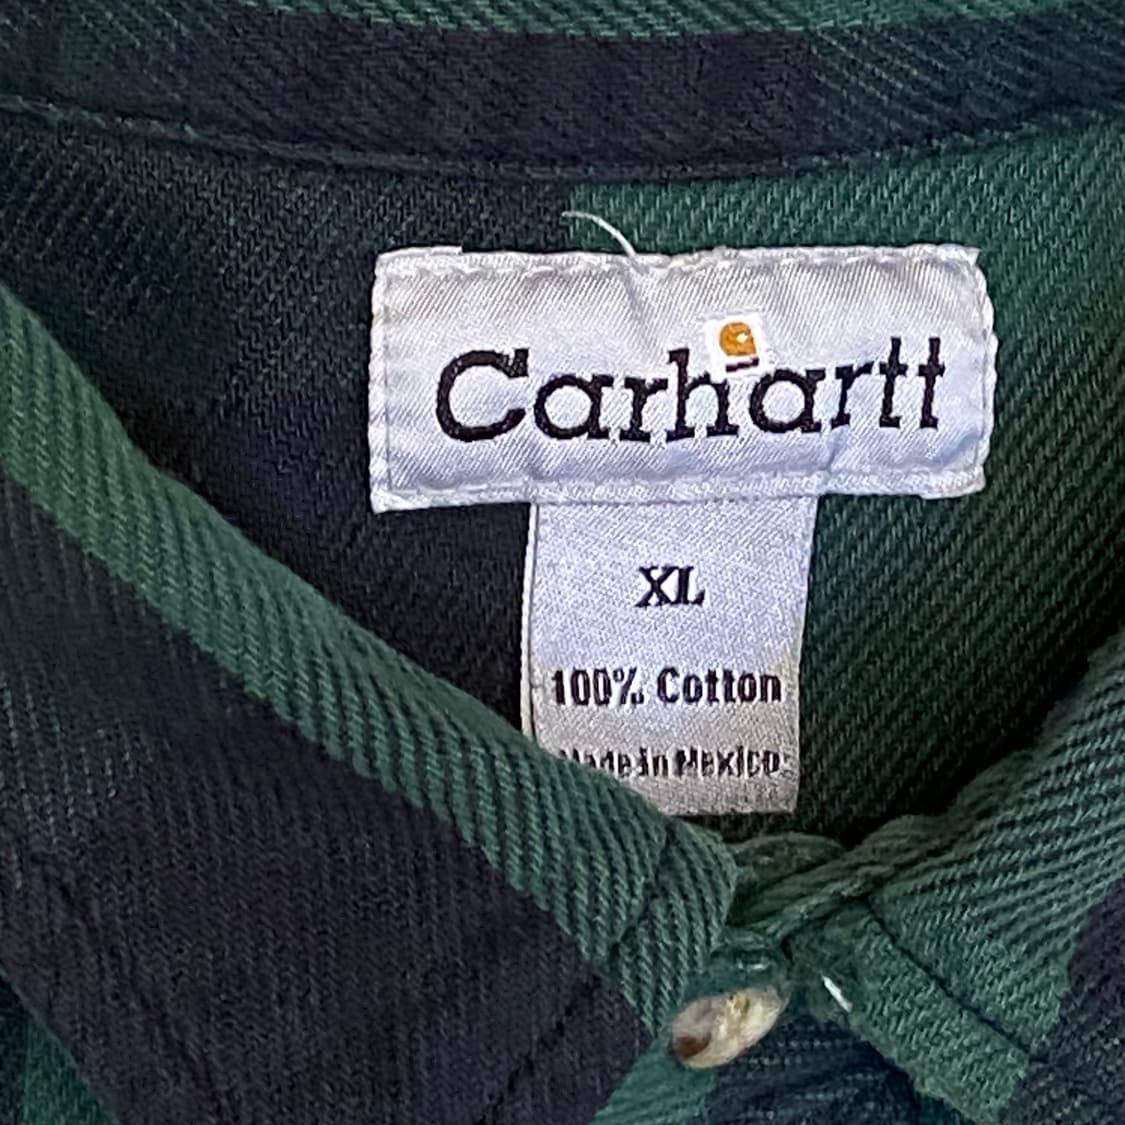 Carhartt
XL
100% Cotton
Made in Mexico